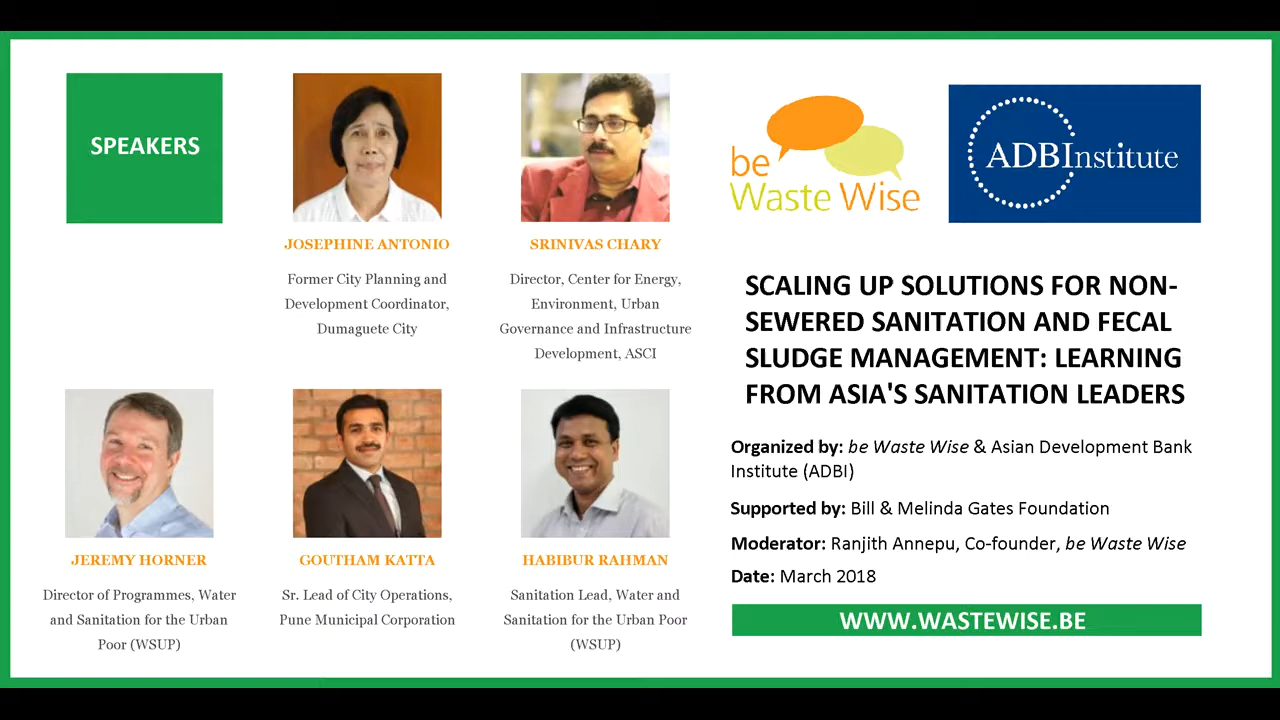 SPEAKERS
JOSEPHINE ANTONIO
Former City Planning and
Development Coordinator,
Dumaguete City
SRINIVAS CHARY
Director, Center for Energy,
Environment, Urban
Governance and Infrastructure
Development, ASCI
JEREMY HORNER
Director of Programmes, Water
and Sanitation for the Urban
Poor (WSUP)
GOUTHAM KATTA
Sr. Lead of City Operations,
Pune Municipal Corporation
HABIBUR RAHMAN
Sanitation Lead, Water and
Sanitation for the Urban Poor
(WSUP)
be
Waste Wise
ADBInstitute
SCALING UP SOLUTIONS FOR NON-
SEWERED SANITATION AND FECAL
SLUDGE MANAGEMENT: LEARNING
FROM ASIA'S SANITATION LEADERS
Organized by: be Waste Wise & Asian Development Bank
Institute (ADBI)
Supported by: Bill & Melinda Gates Foundation
Moderator: Ranjith Annepu, Co-founder, be Waste Wise
Date: March 2018
WWW.WASTEWISE.BE